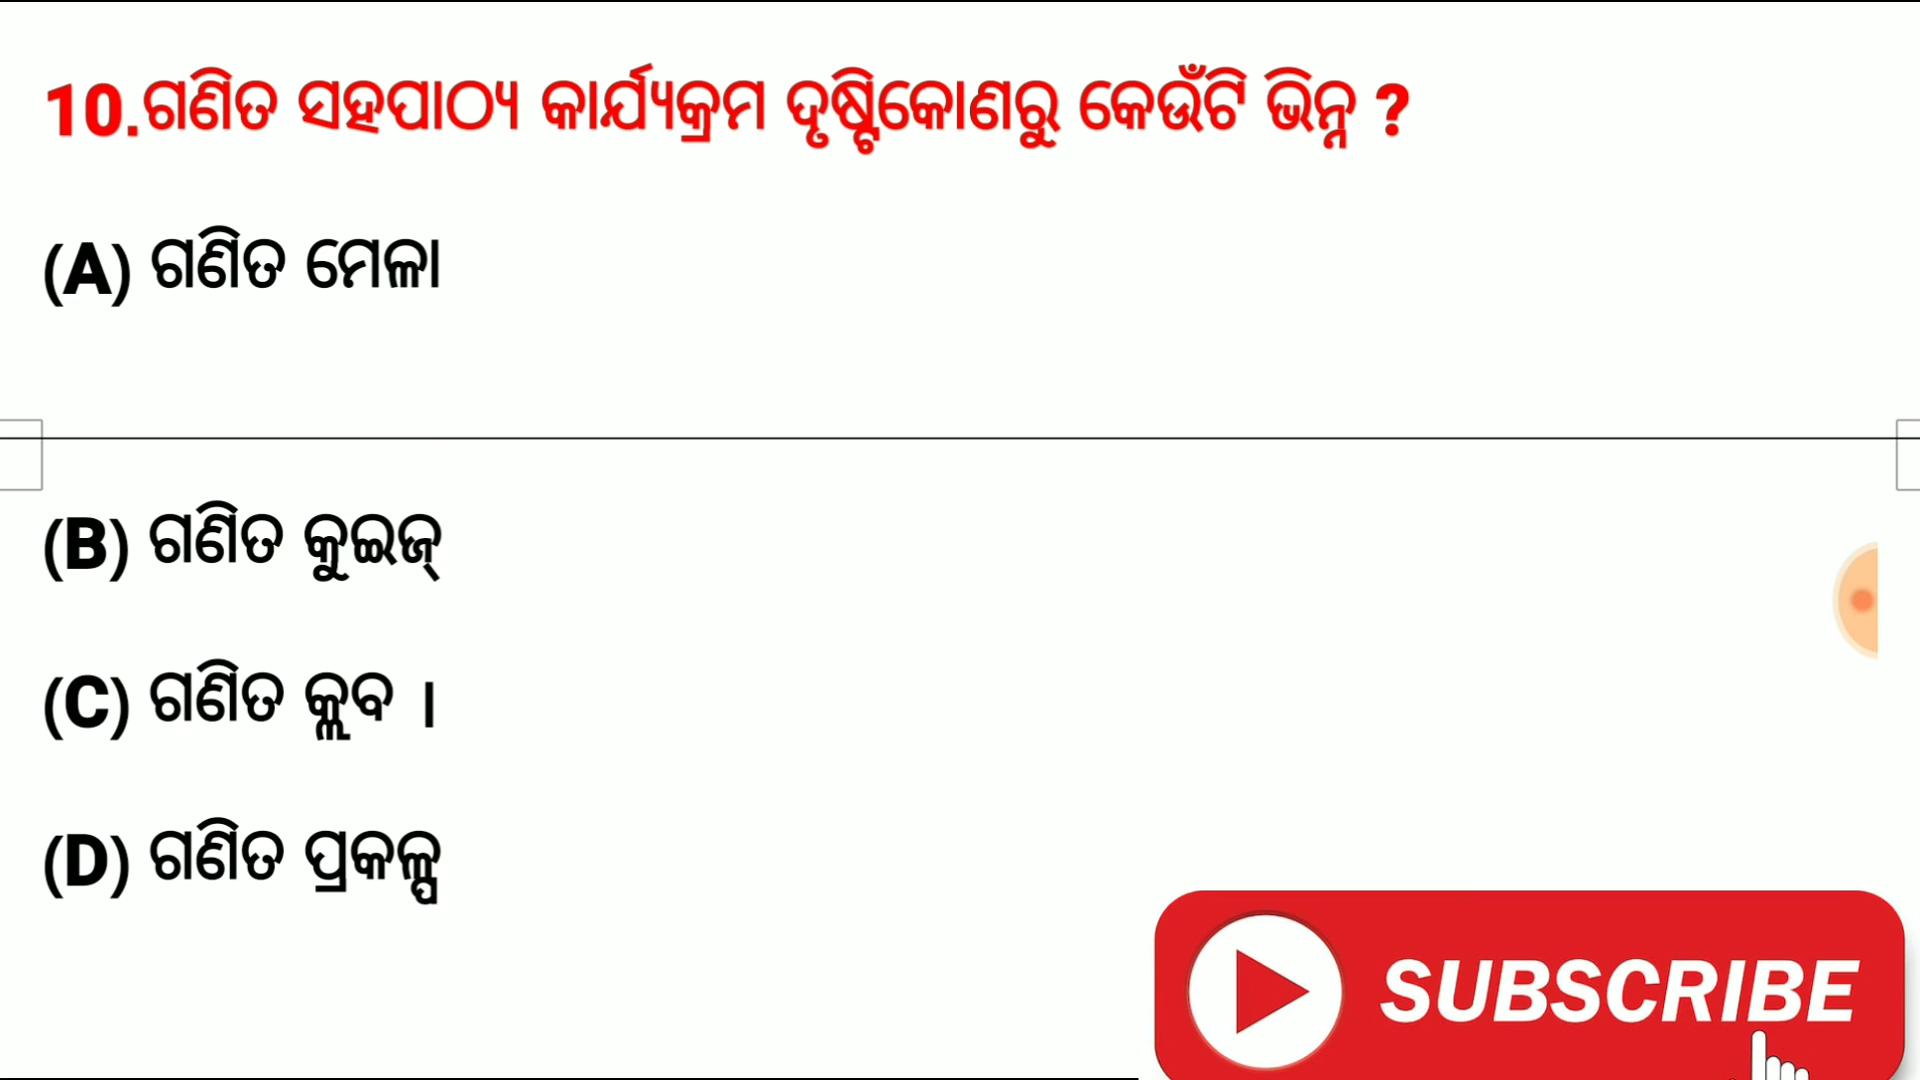 10.ଗଣିତ ସହପାଠ୍ୟ କାର୍ଯ୍ୟକ୍ରମ ଦୃଷ୍ଟିକୋଣରୁ କେଉଁଟି ଭିନ୍ନ ?
(A) ଗଣିତ ମେଳା
(B) ଗଣିତ କୁଇଜ୍
(C) ଗଣିତ କ୍ଲବ ।
(D) ଗଣିତ ପ୍ରକଳ୍ପ
SUBSCRIBE